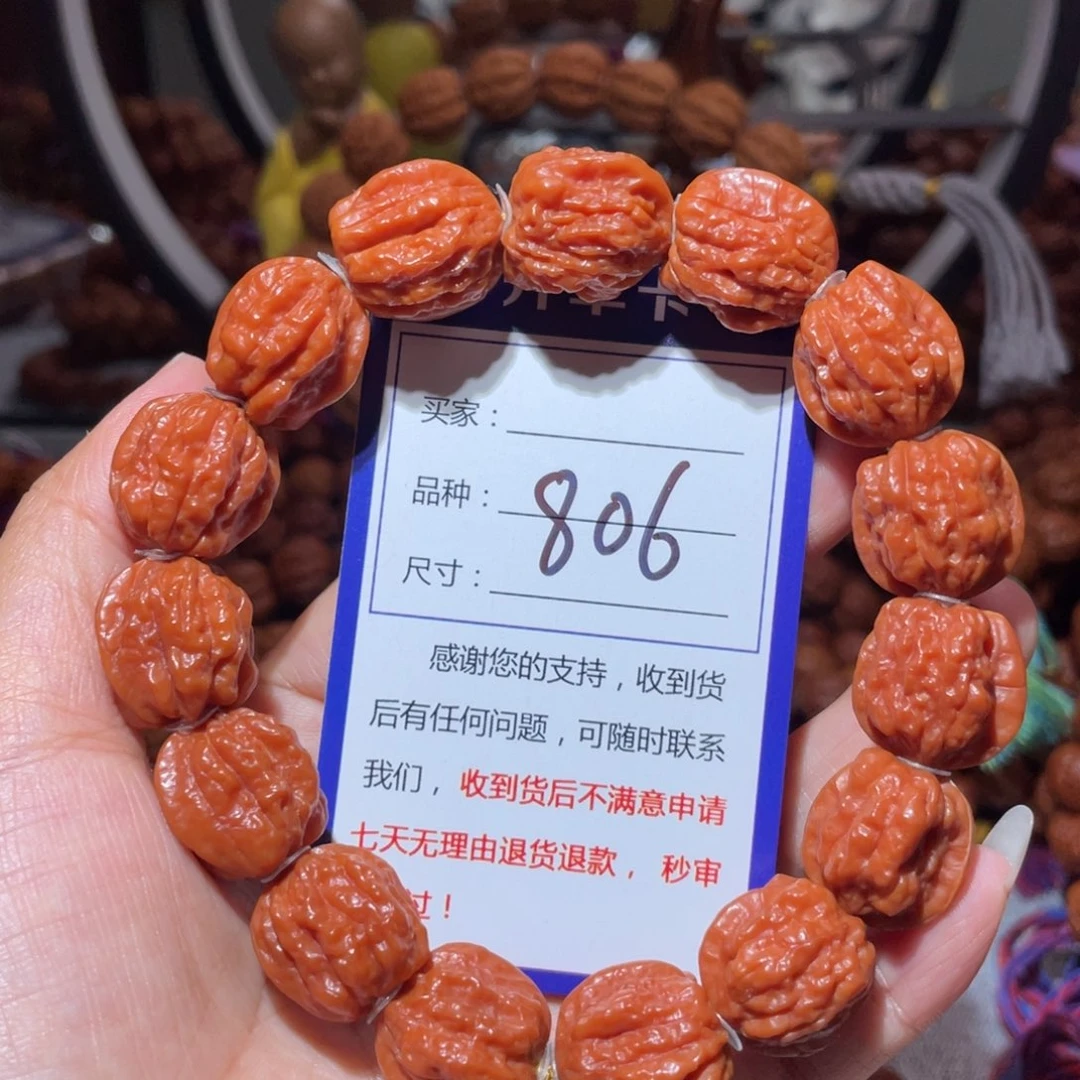 买家：
品种：
806
尺寸：
感谢您的支持，收到货
后有任何问题，可随时联系
我们，收到货后不满意申请
七天无理由退货退款，秒审
过！